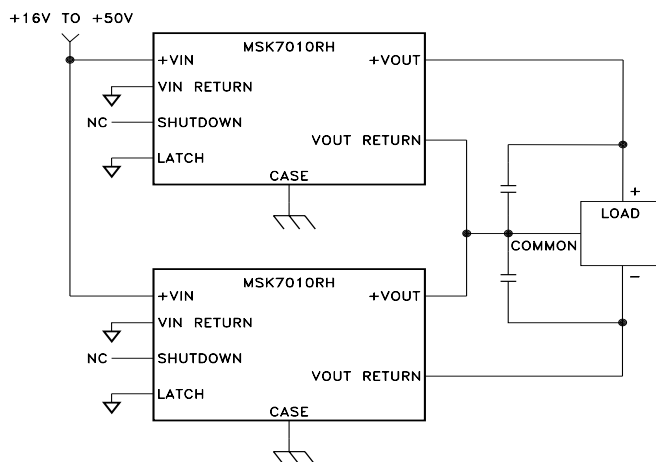 +16V TO +50V
MSK7010RH
+VIN
+VOUT
VIN RETURN
NC
SHUTDOWN
VOUT RETURN
LATCH
CASE
+
LOAD
COMMON
−
MSK7010RH
+VIN
+VOUT
VIN RETURN
NC
SHUTDOWN
VOUT RETURN
LATCH
CASE